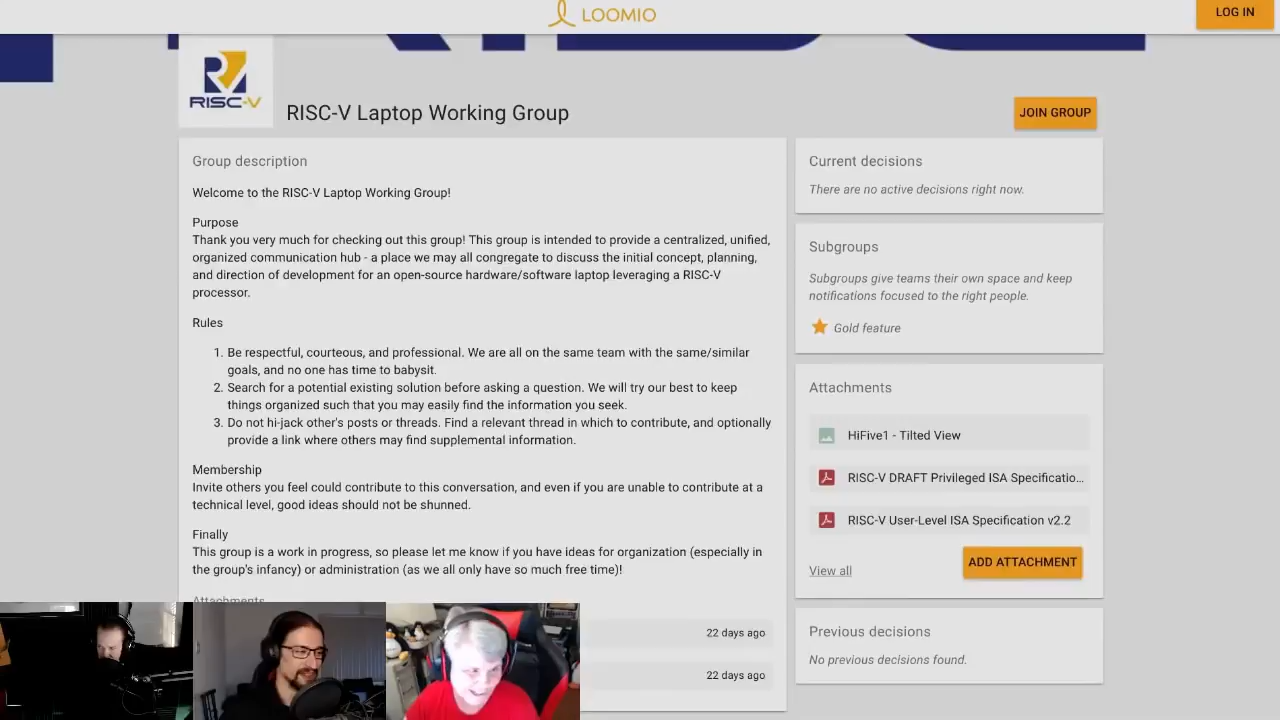 LOOMIO
LOG IN
RISC-V
RISC-V Laptop Working Group
JOIN GROUP
Group description
Welcome to the RISC-V Laptop Working Group!
Purpose
Thank you very much for checking out this group! This group is intended to provide a centralized, unified,
organized communication hub - a place we may all congregate to discuss the initial concept, planning,
and direction of development for an open-source hardware/software laptop leveraging a RISC-V
processor.
Rules
1. Be respectful, courteous, and professional. We are all on the same team with the same/similar
goals, and no one has time to babysit.
2. Search for a potential existing solution before asking a question. We will try our best to keep
things organized such that you may easily find the information you seek.
3. Do not hi-jack other's posts or threads. Find a relevant thread in which to contribute, and optionally
provide a link where others may find supplemental information.
Membership
Invite others you feel could contribute to this conversation, and even if you are unable to contribute at a
technical level, good ideas should not be shunned.
Finally
This group is a work in progress, so please let me know if you have ideas for organization (especially in
the group's infancy) or administration (as we all only have so much free time)!
Attachments
22 days ago
22 days ago
Current decisions
There are no active decisions right now.
Subgroups
Subgroups give teams their own space and keep
notifications focused to the right people.
Gold feature
Attachments
HiFive1 - Tilted View
RISC-V DRAFT Privileged ISA Specificatio...
RISC-V User-Level ISA Specification v2.2
View all
ADD ATTACHMENT
Previous decisions
No previous decisions found.